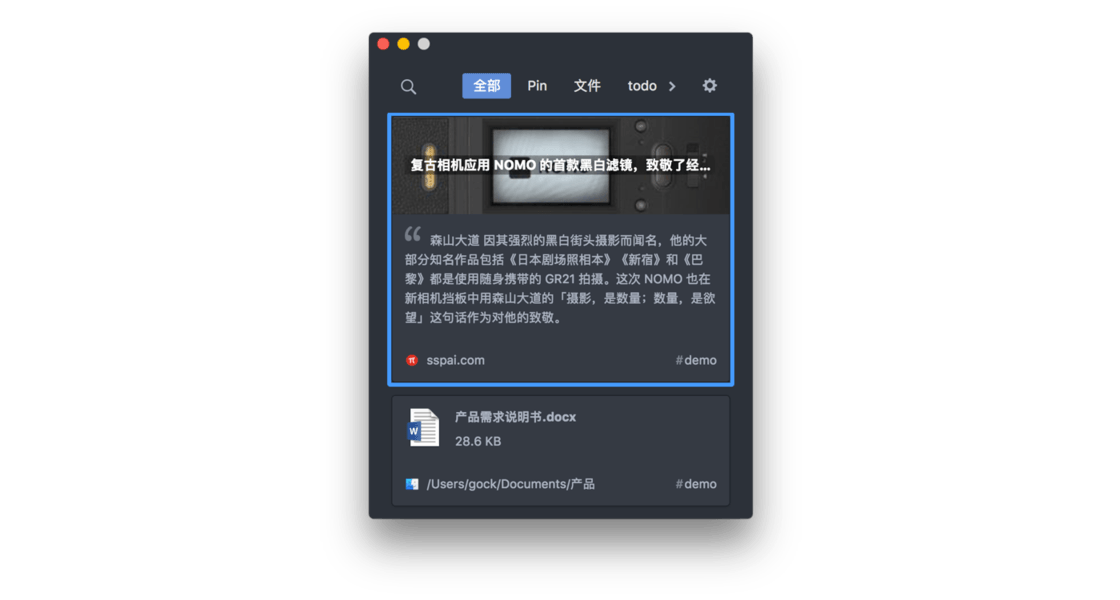 全部 Pin 文件 todo
复古相机应用 NOMO 的首款黑白滤镜，致敬了经...
森山大道 因其强烈的黑白街头摄影而闻名，他的大
部分知名作品包括《日本剧场照相本》《新宿》和《巴
黎》都是使用随身携带的 GR21 拍摄。这次 NOMO 也在
新相机挡板中用森山大道的「摄影，是数量；数量，是欲
望」这句话作为对他的致敬。
sspai.com #demo
产品需求说明书.docx
W
28.6 KB
/Users/gock/Documents/产品 #demo